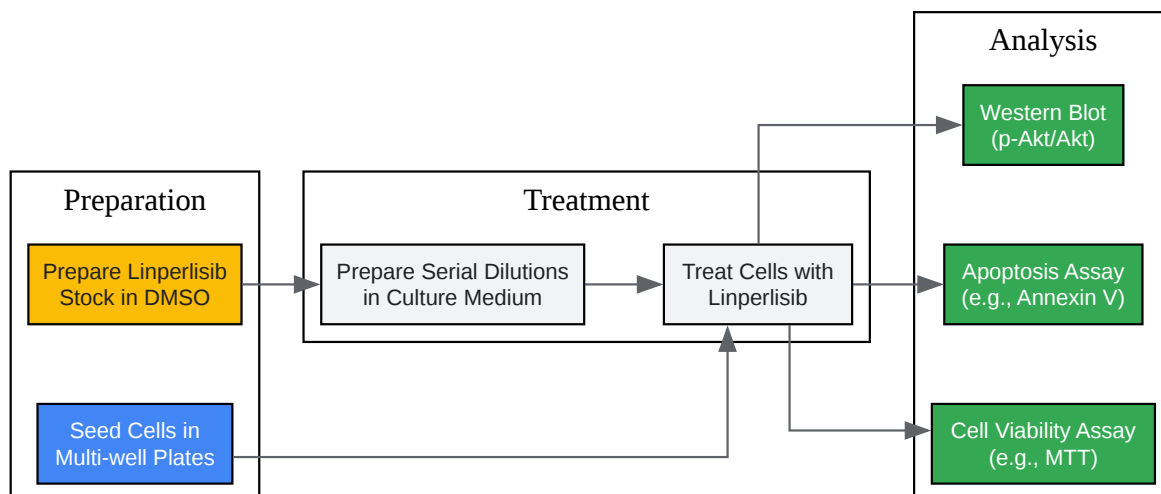 Preparation
Prepare Linperlisib
Stock in DMSO
Seed Cells in
Multi-well Plates
Treatment
Prepare Serial Dilutions
in Culture Medium
Treat Cells with
Linperlisib
Analysis
Western Blot
(p-Akt/Akt)
Apoptosis Assay
(e.g., Annexin V)
Cell Viability Assay
(e.g., MTT)